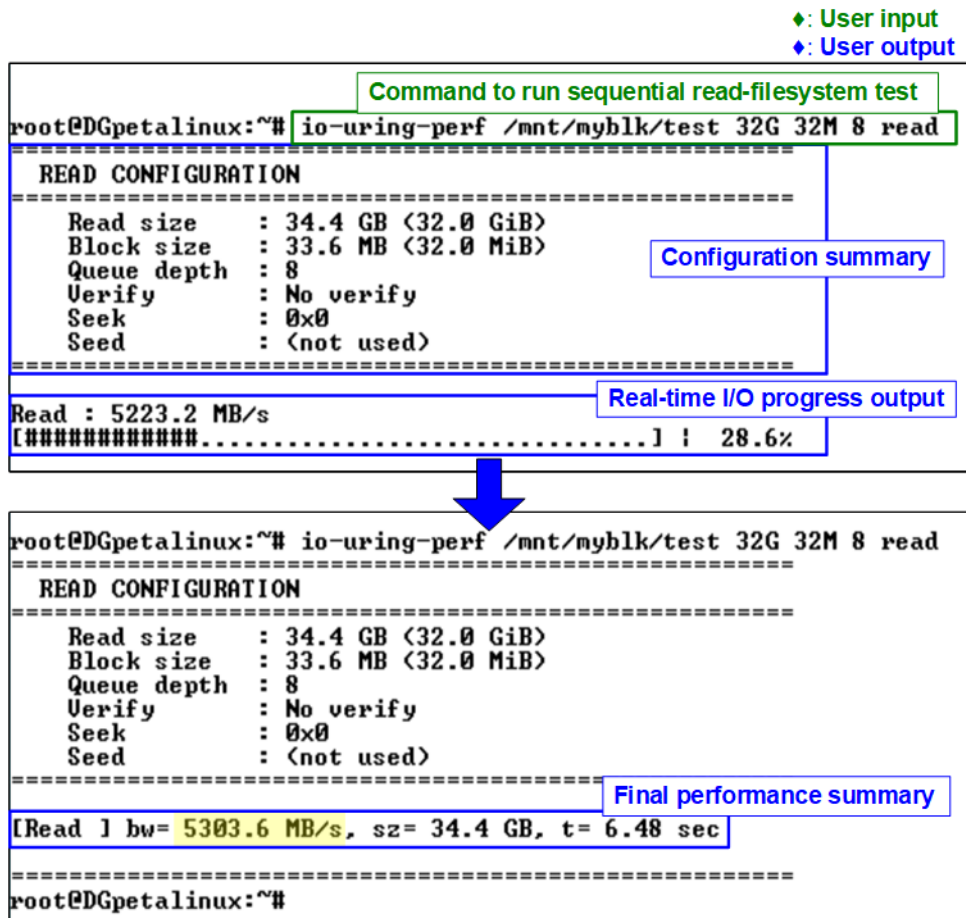 ♦: User input
♦: User output
Command to run sequential read-filesystem test
root@DGpetalinux:~# io-uring-perf /mnt/myblk/test 32G 32M 8 read
======================================================
READ CONFIGURATION
======================================================
Read size : 34.4 GB (32.0 GiB)
Block size : 33.6 MB (32.0 MiB)
Configuration summary
Queue depth : 8
Verify : No verify
Seek : 0x0
Seed : (not used)
======================================================
Real-time I/O progress output
Read : 5223.2 MB/s
[############...............................] | 28.6%
root@DGpetalinux:~# io-uring-perf /mnt/myblk/test 32G 32M 8 read
======================================================
READ CONFIGURATION
======================================================
Read size : 34.4 GB (32.0 GiB)
Block size : 33.6 MB (32.0 MiB)
Queue depth : 8
Verify : No verify
Seek : 0x0
Seed : (not used)
======================================================
Final performance summary
[Read ] bw= 5303.6 MB/s, sz= 34.4 GB, t= 6.48 sec
======================================================
root@DGpetalinux:~#